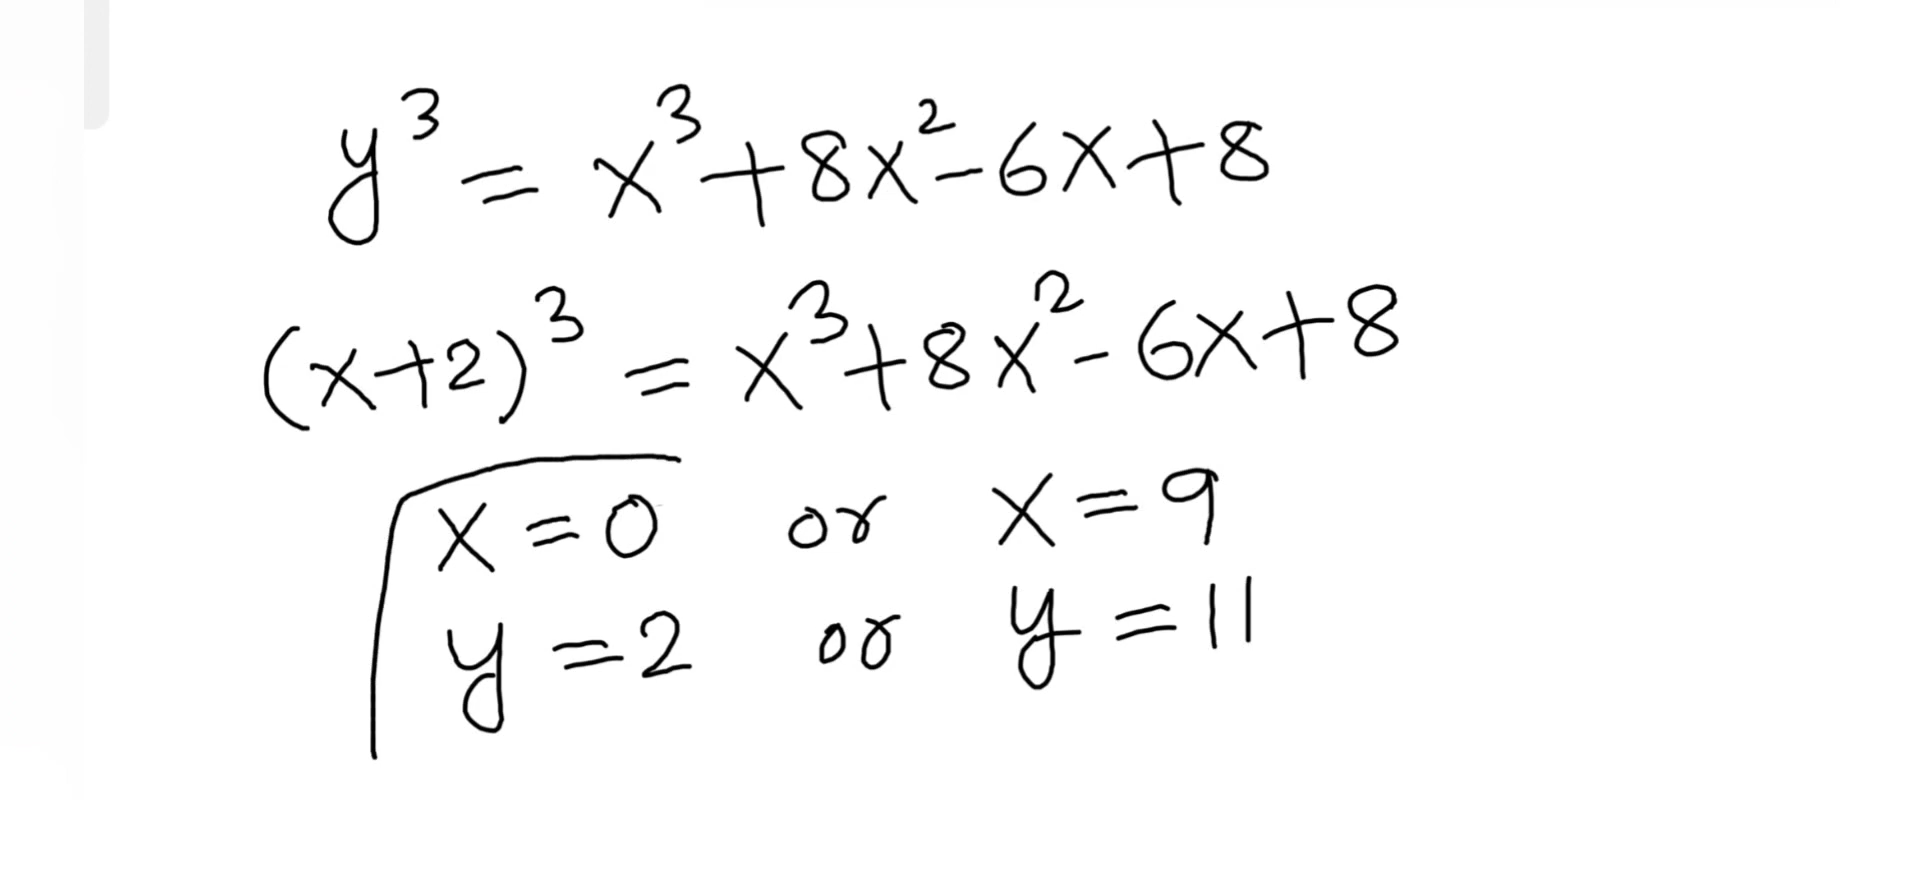 y³ = x³+8x²-6x+8
(x+2)³ = x³+8x²-6x+8
x=0 or x=9
y=2 or y=11